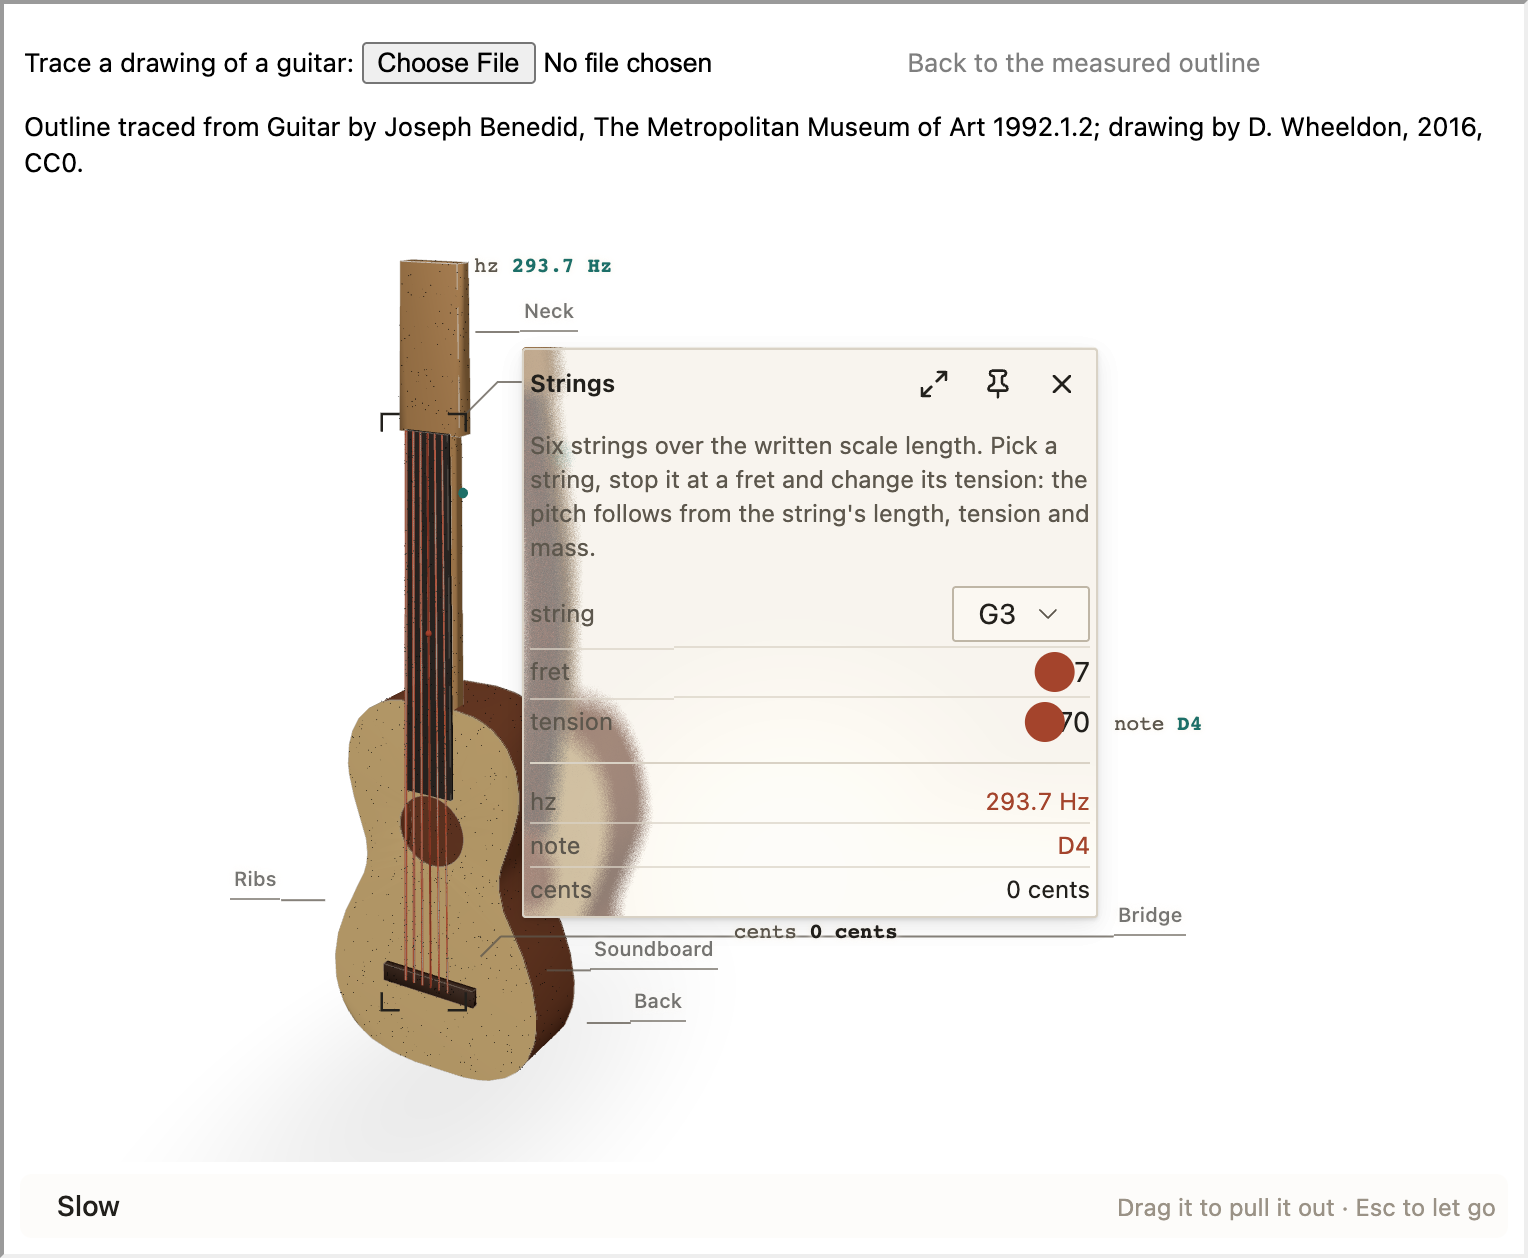 Trace a drawing of a guitar: Choose File No file chosen
Back to the measured outline
Outline traced from Guitar by Joseph Benedid, The Metropolitan Museum of Art 1992.1.2; drawing by D. Wheeldon, 2016,
CC0.
hz 293.7 Hz
Neck
Strings
Six strings over the written scale length. Pick a
string, stop it at a fret and change its tension: the
pitch follows from the string's length, tension and
mass.
string G3
fret 7
tension 70
note D4
hz 293.7 Hz
note D4
cents 0 cents
Ribs
Bridge
cents 0 cents
Soundboard
Back
Slow
Drag it to pull it out · Esc to let go